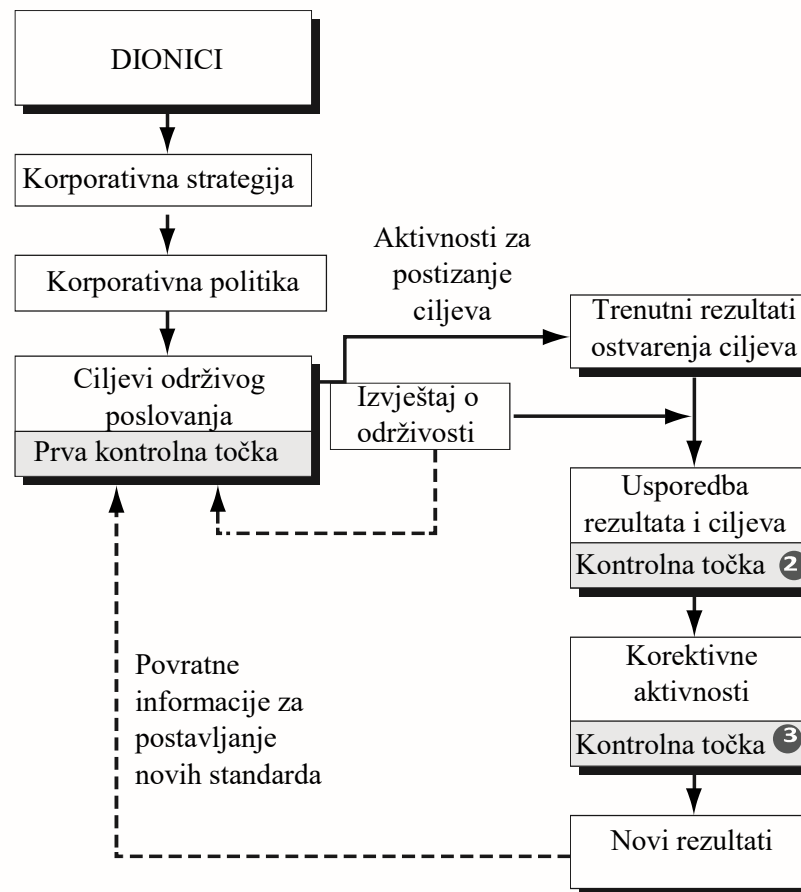 DIONICI
Korporativna strategija
Korporativna politika
Ciljevi održivog
poslovanja
Prva kontrolna točka
Aktivnosti za
postizanje
ciljeva
Izvještaj o
održivosti
Trenutni rezultati
ostvarenja ciljeva
Usporedba
rezultata i ciljeva
Kontrolna točka 2
Korektivne
aktivnosti
Kontrolna točka 3
Novi rezultati
Povratne
informacije za
postavljanje
novih standarda